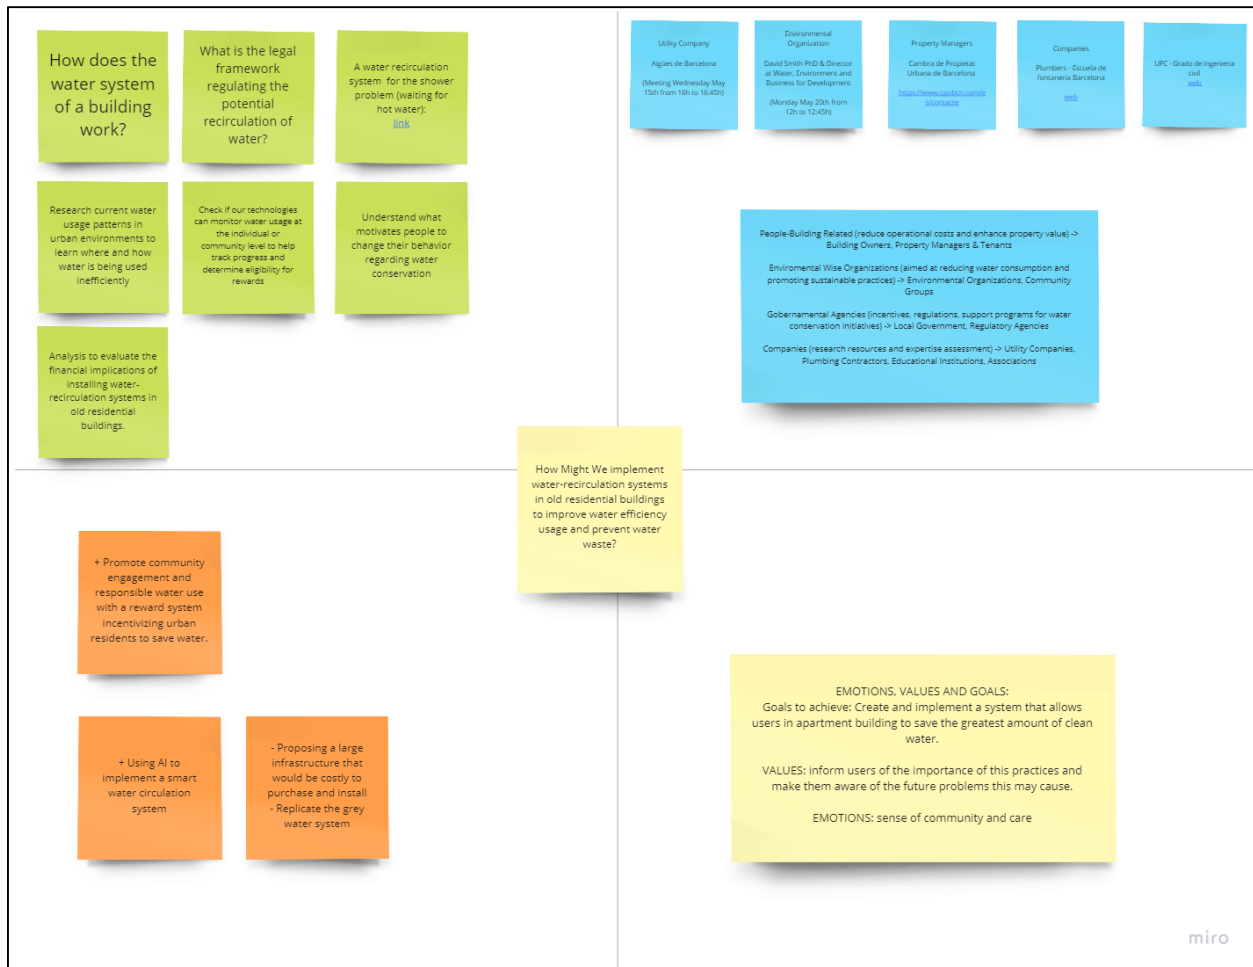 How does the
water system
of a building
work?
What is the legal
framework
regulating the
potential
recirculation of
water?
A water recirculation
system for the shower
problem (waiting for
hot water):
link
Research current water
usage patterns in
urban environments to
learn where and how
water is being used
inefficiently
Check if our technologies
can monitor water usage at
the individual or
community level to help
track progress and
determine eligibility for
rewards
Understand what
motivates people to
change their behavior
regarding water
conservation
Analysis to evaluate the
financial implications of
installing water-
recirculation systems in
old residential
buildings.
Utility Company
Aigües de Barcelona
(Meeting Wednesday May
15th from 16h to 16:45h)
Environmental
Organization
David Smith PhD & Director
at Water, Environment and
Business for Development
(Monday May 20th from
12h to 12:45h)
Property Managers
Cambra de Propietat
Urbana de Barcelona
https://www.cpubcn.com/e
s/contacte
Companies
Plumbers - Escuela de
fontaneria Barcelona
web
UPC - Grado de Ingenieria
civil
web
People-Building Related (reduce operational costs and enhance property value) ->
Building Owners, Property Managers & Tenants
Enviromental Wise Organizations (aimed at reducing water consumption and
promoting sustainable practices) -> Environmental Organizations, Community
Groups
Gobernamental Agencies (incentives, regulations, support programs for water
conservation initiatives) -> Local Government, Regulatory Agencies
Companies (research resources and expertise assessment) -> Utility Companies,
Plumbing Contractors, Educational Institutions, Associations
How Might We implement
water-recirculation systems
in old residential buildings
to improve water efficiency
usage and prevent water
waste?
+ Promote community
engagement and
responsible water use
with a reward system
incentivizing urban
residents to save water.
+ Using AI to
implement a smart
water circulation
system
- Proposing a large
infrastructure that
would be costly to
purchase and install
- Replicate the grey
water system
EMOTIONS, VALUES AND GOALS:
Goals to achieve: Create and implement a system that allows
users in apartment building to save the greatest amount of clean
water.
VALUES: inform users of the importance of this practices and
make them aware of the future problems this may cause.
EMOTIONS: sense of community and care
miro